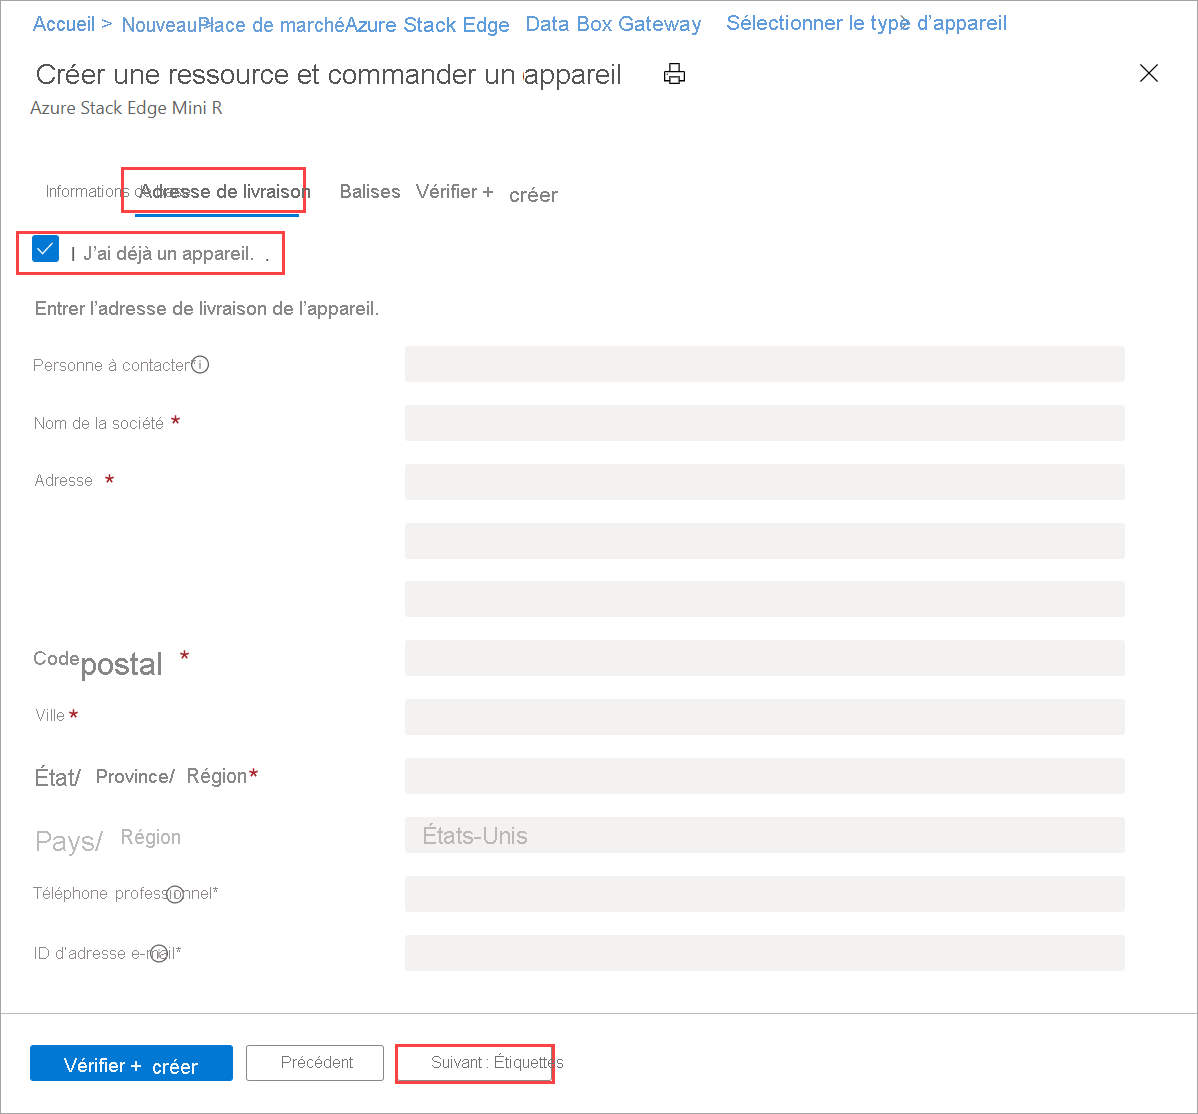 Accueil > Nouveau > Place de marché Azure Stack Edge Data Box Gateway > Sélectionner le type d’appareil
Créer une ressource et commander un appareil
Azure Stack Edge Mini R
Informations de base Adresse de livraison Balises Vérifier + créer
I J’ai déjà un appareil. .
Entrer l’adresse de livraison de l’appareil.
Personne à contacter*
Nom de la société *
Adresse *
Code postal *
Ville *
État/ Province/ Région*
Pays/ Région États-Unis
Téléphone professionnel*
ID d’adresse e-mail*
Vérifier + créer Précédent Suivant : Étiquettes